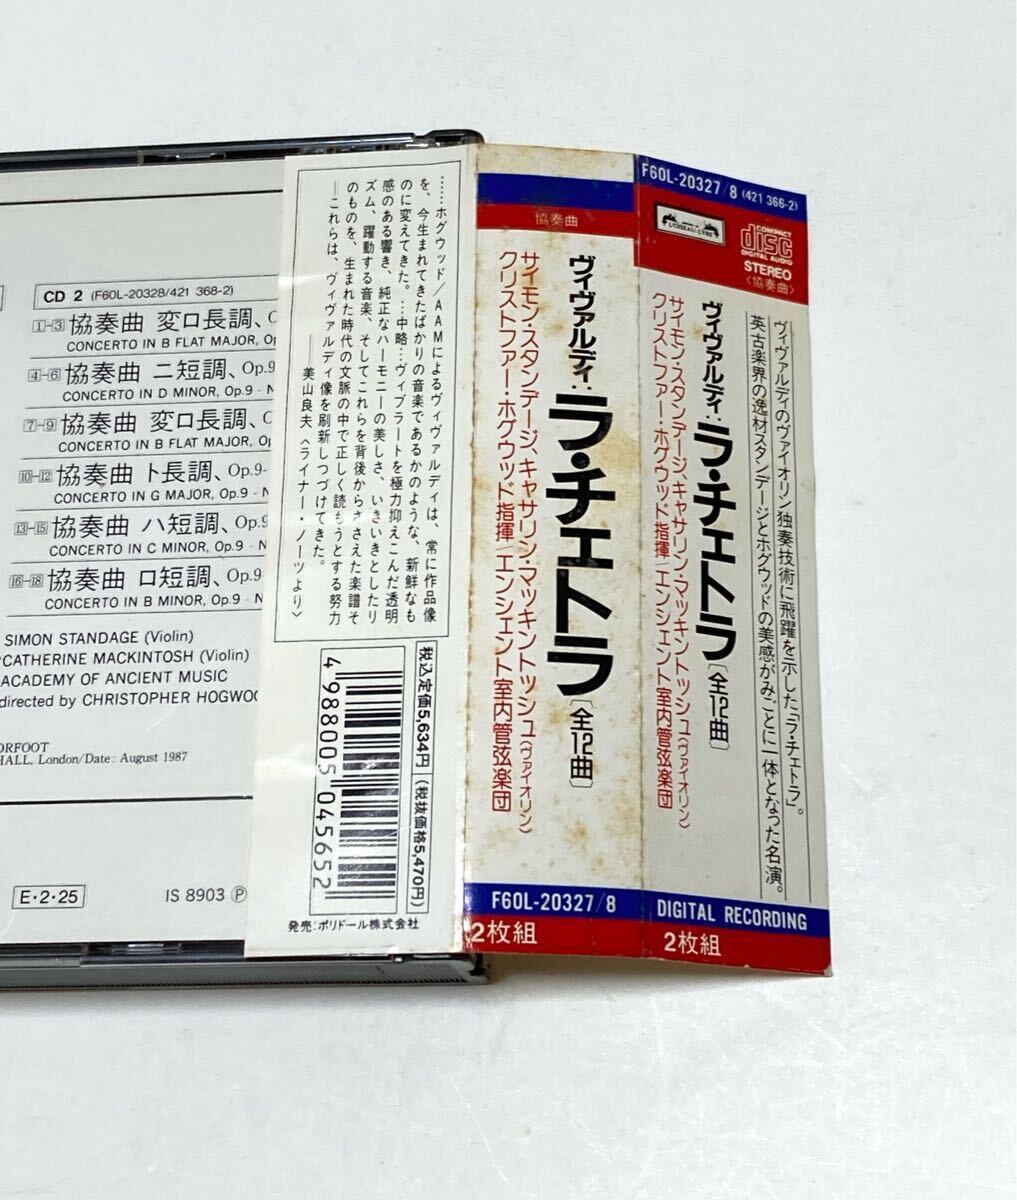 CD 2 (F60L-20328/421 368-2)
1-3 協奏曲 変ロ長調、O
CONCERTO IN B FLAT MAJOR, Op
4-6 協奏曲 ニ短調、Op.9-
CONCERTO IN D MINOR, Op.9 - N
7-9 協奏曲 変ロ長調、O
CONCERTO IN B FLAT MAJOR, Op
10-12 協奏曲 ト長調、Op.9-
CONCERTO IN G MAJOR, Op.9 - N
13-15 協奏曲 ハ短調、Op.9
CONCERTO IN C MINOR, Op.9 - N
16-18 協奏曲 ロ短調、Op.9-
CONCERTO IN B MINOR, Op.9 - N
SIMON STANDAGE (Violin)
*CATHERINE MACKINTOSH (Violin)
ACADEMY OF ANCIENT MUSIC
directed by CHRISTOPHER HOGWOO
ORFOOT
HALL, London/Date: August 1987
E・2・25
IS 8903 Ⓟ
……ホグウッド/AAMによるヴィヴァルディは、常に作品像
を、今生まれてきたばかりの音楽であるかのような、新鮮なも
のに変えてきた。…中略…ヴィブラートを極力抑えこんだ透明
感のある響き、純正なハーモニーの美しさ、いきいきとしたリ
ズム、躍動する音楽、そしてこれらを背後からささえた楽譜そ
のものを、生まれた時代の文脈の中で正しく読もうとする努力
──これらは、ヴィヴァルディ像を刷新しつづけてきた。
──美山良夫〈ライナー・ノーツより〉
税込定価5,634円 (税抜価格5,470円)
4 988005 045652
発売:ポリドール株式会社
協奏曲
ヴィヴァルディ:ラ・チェトラ〔全12曲〕
サイモン・スタンデージ、キャサリン・マッキントッシュ〈ヴァイオリン〉
クリストファー・ホグウッド指揮/エンシェント室内管弦楽団
F60L-20327/8
2枚組
F60L-20327/8 (421 366-2)
L'OISEAU-LYRE
COMPACT
disc
DIGITAL AUDIO
STEREO
〈協奏曲〉
ヴィヴァルディのヴァイオリン独奏技術に飛躍を示した「ラ・チェトラ」。
英古楽界の逸材スタンデージとホグウッドの美感がみごとに一体となった名演。
ヴィヴァルディ:ラ・チェトラ〔全12曲〕
サイモン・スタンデージ、キャサリン・マッキントッシュ〈ヴァイオリン〉
クリストファー・ホグウッド指揮/エンシェント室内管弦楽団
DIGITAL RECORDING
2枚組